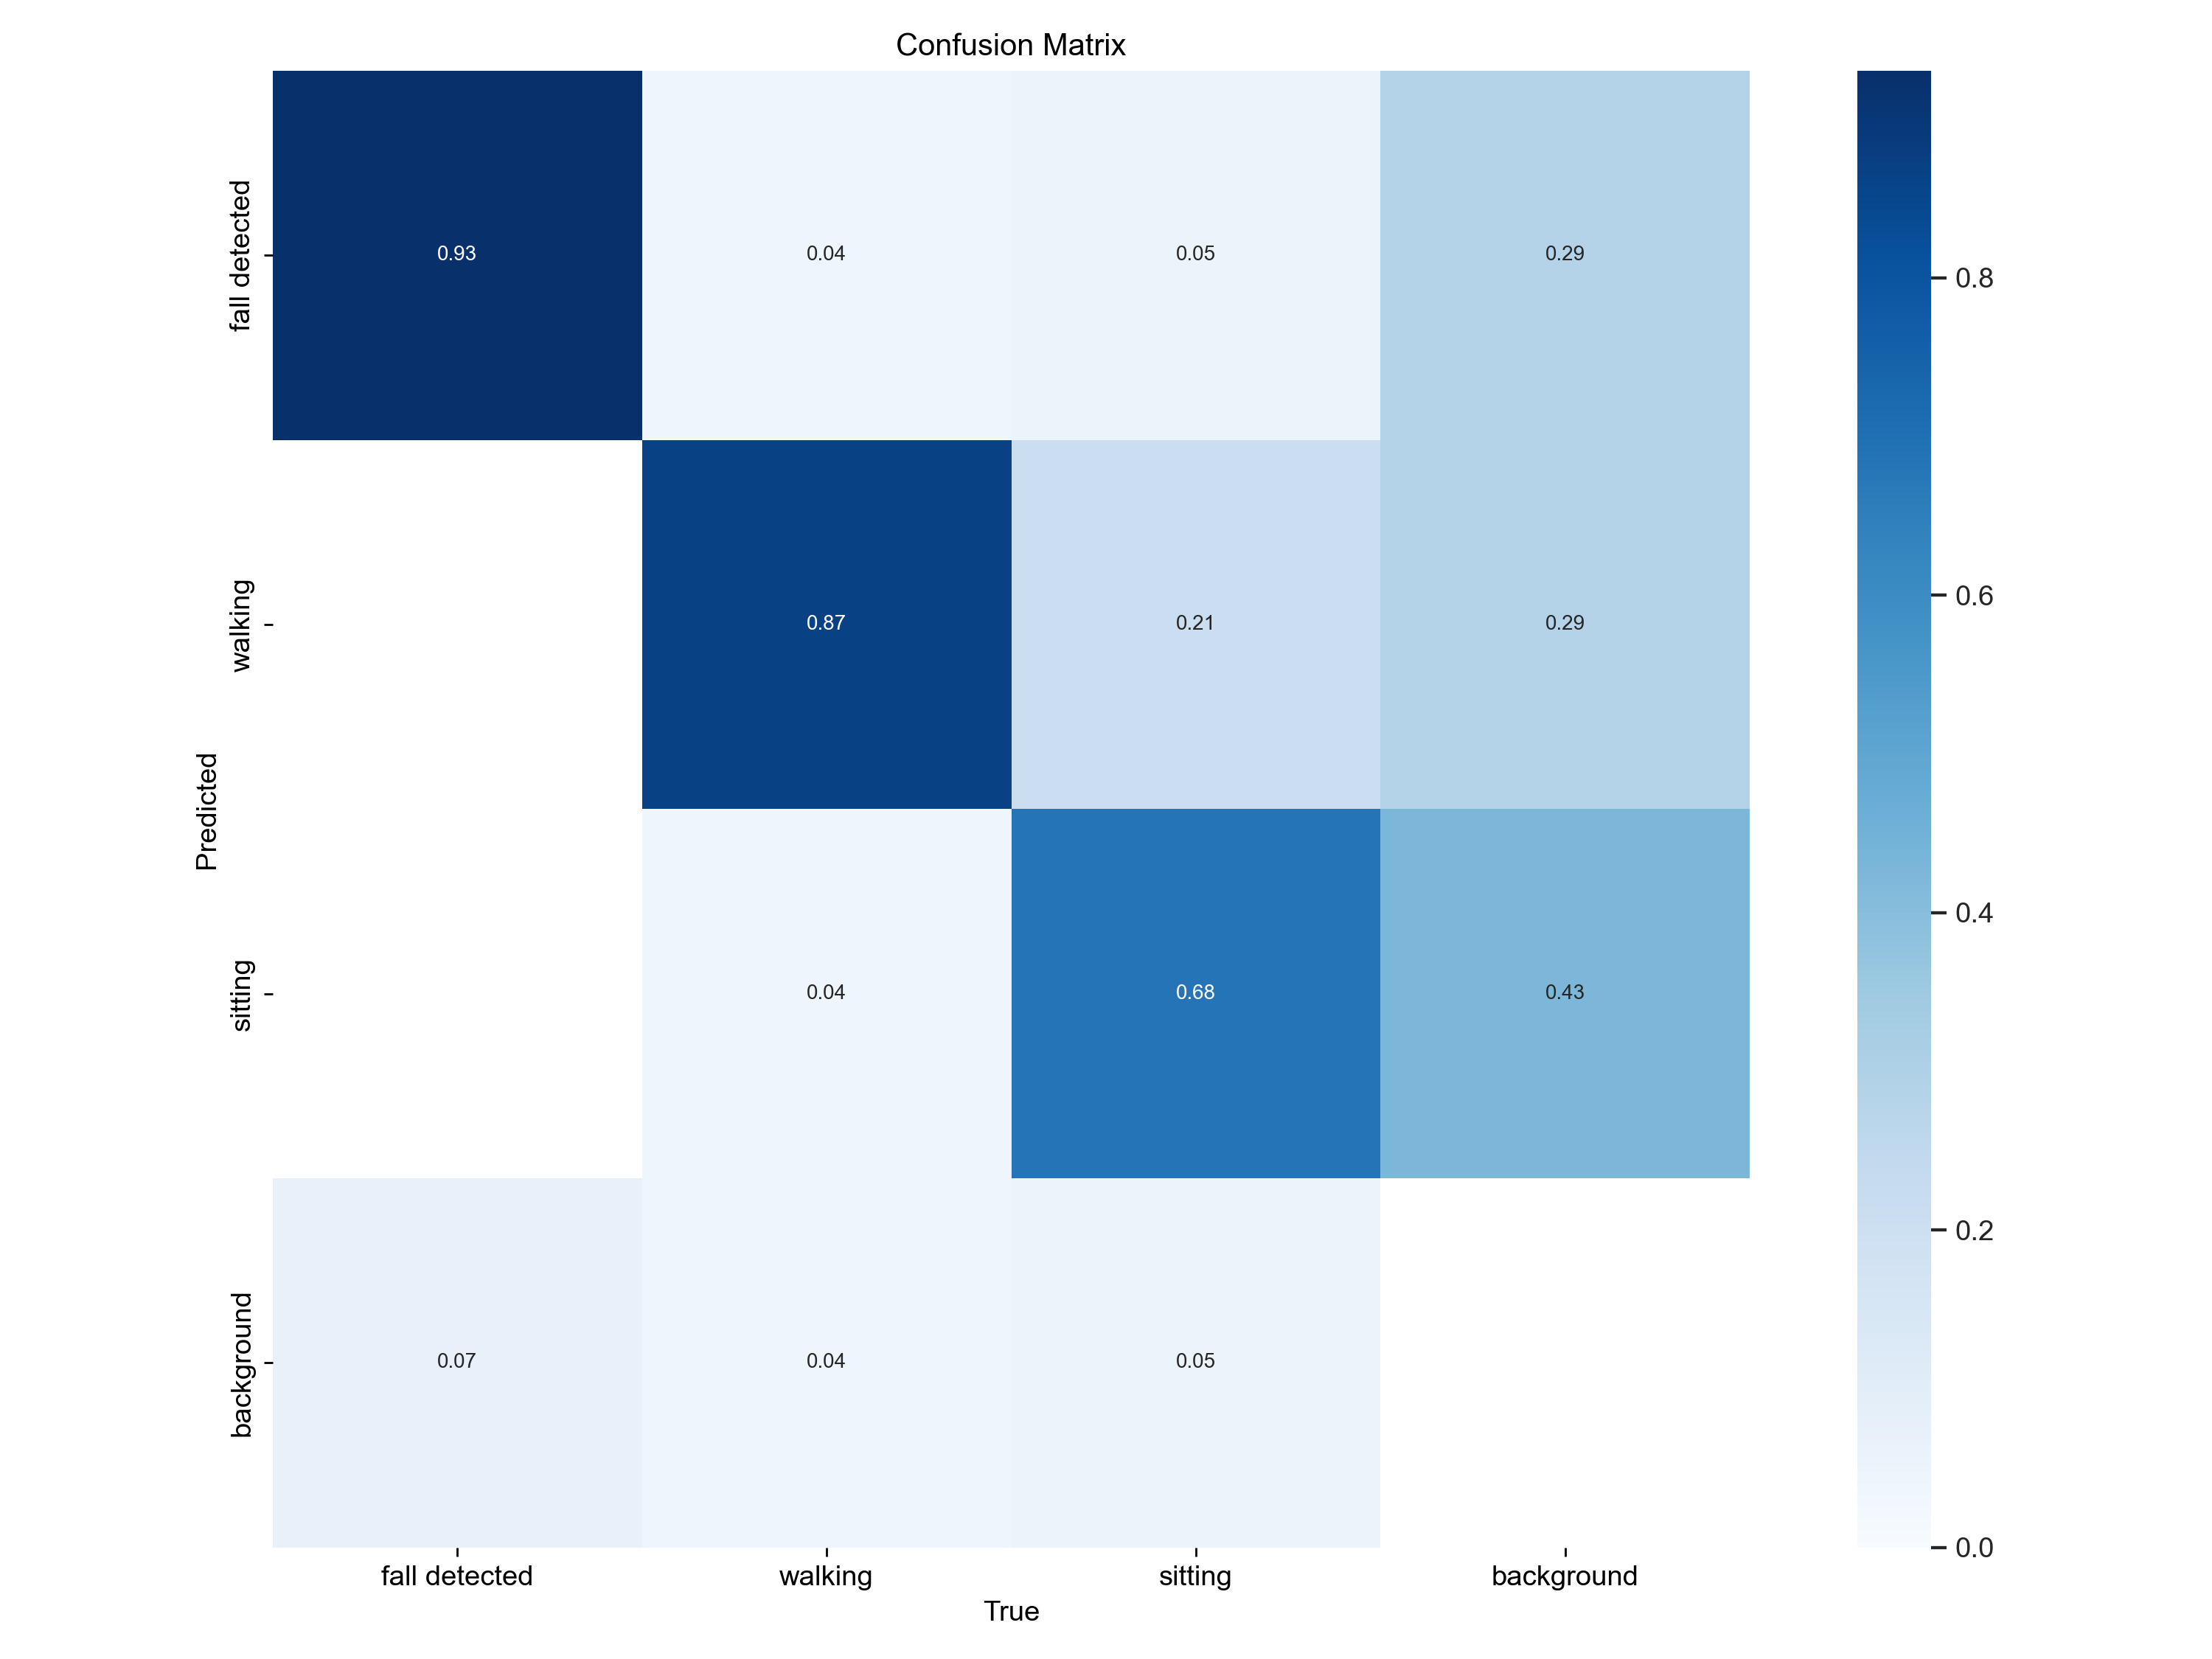 Confusion Matrix
fall detected
0.93
0.04
0.05
0.29
0.8
walking
0.87
0.21
0.29
0.6
Predicted
sitting
0.04
0.68
0.43
0.4
background
0.07
0.04
0.05
0.2
0.0
fall detected
walking
sitting
background
True